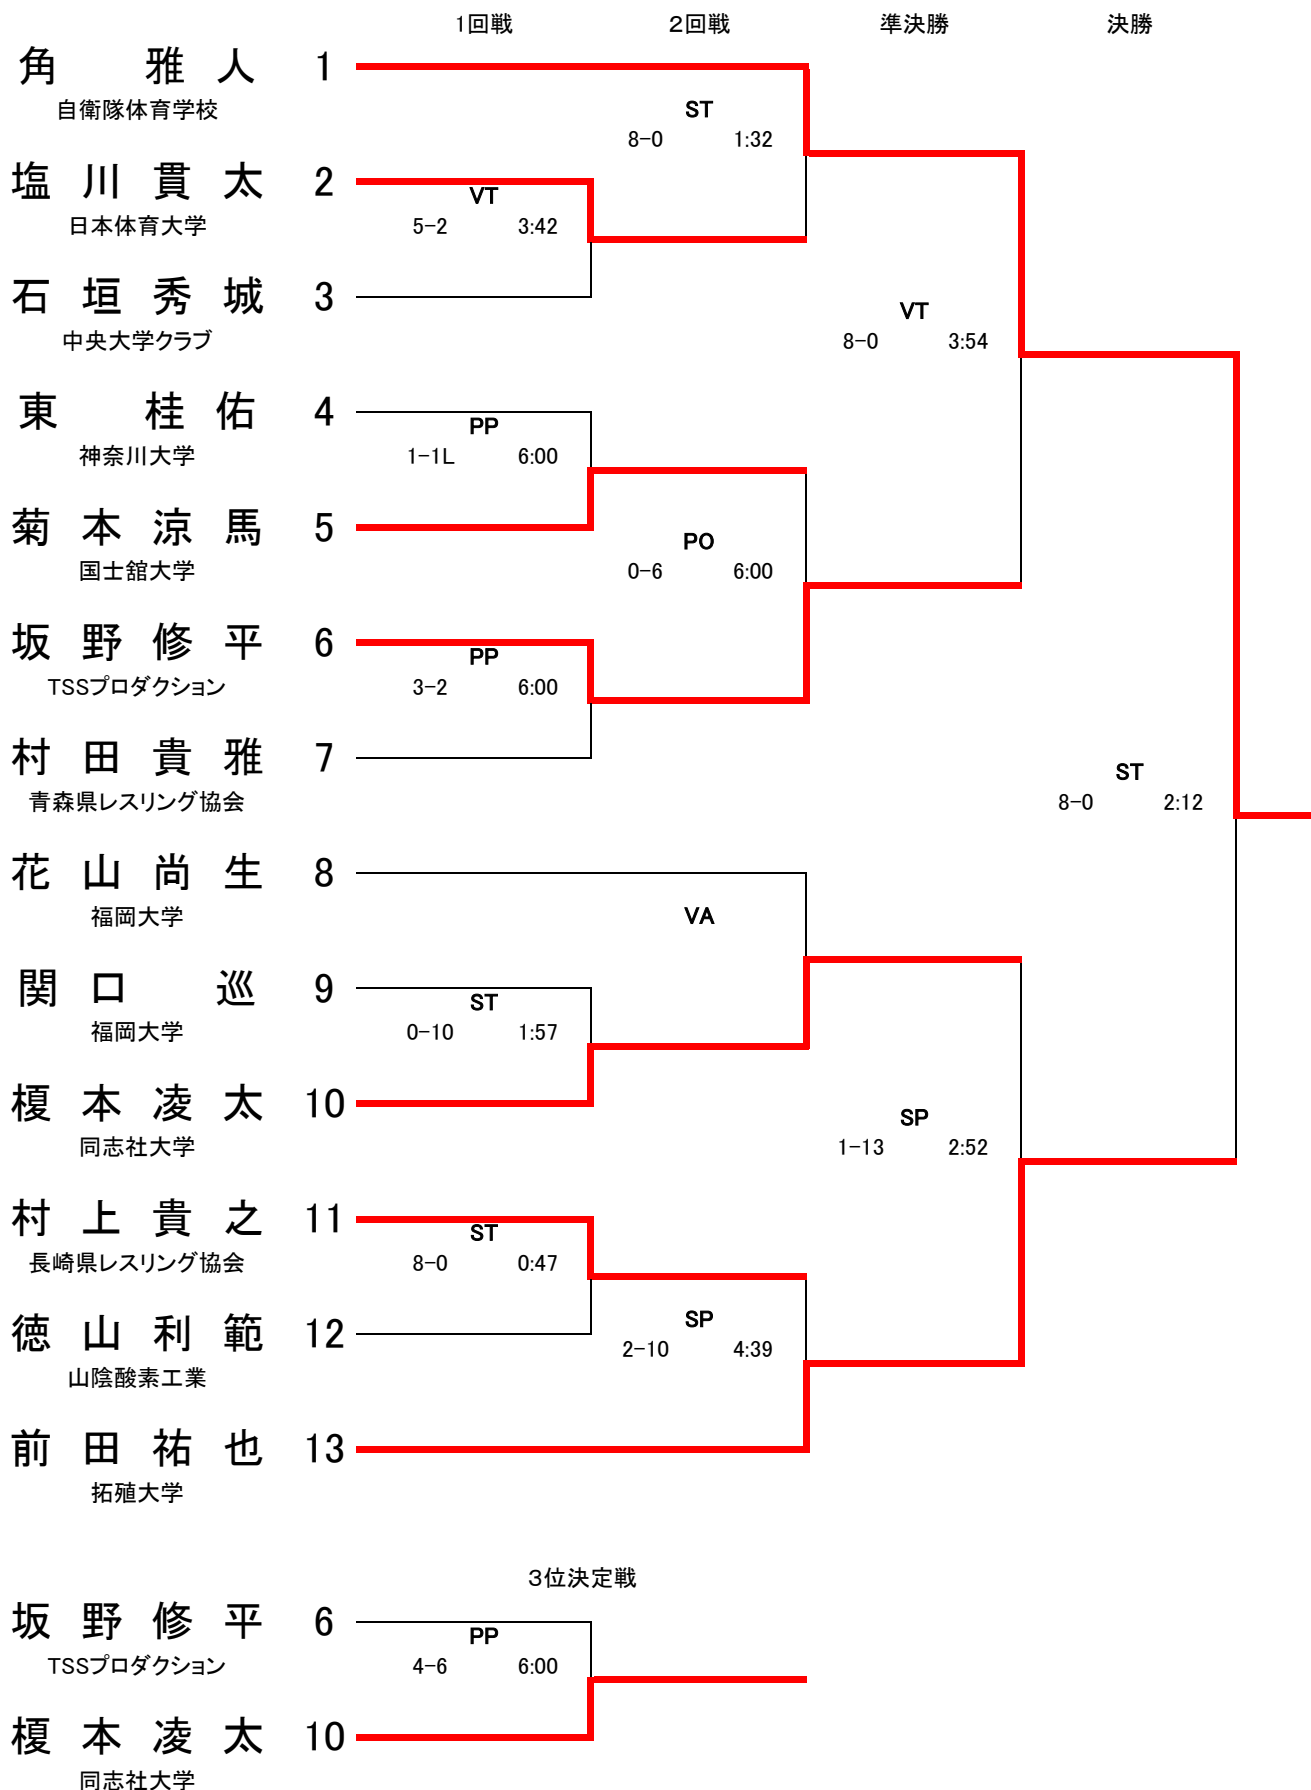 1回戦 2回戦 準決勝 決勝
角 雅人 1
自衛隊体育学校
ST
8-0 1:32
塩川貫太 2
日本体育大学
VT
5-2 3:42
石垣秀城 3
中央大学クラブ
VT
8-0 3:54
東 桂佑 4
神奈川大学
PP
1-1L 6:00
菊本涼馬 5
国士舘大学
PO
0-6 6:00
坂野修平 6
TSSプロダクション
PP
3-2 6:00
村田貴雅 7
青森県レスリング協会
ST
8-0 2:12
花山尚生 8
福岡大学
VA
関口 巡 9
福岡大学
ST
0-10 1:57
榎本凌太 10
同志社大学
SP
1-13 2:52
村上貴之 11
長崎県レスリング協会
ST
8-0 0:47
徳山利範 12
山陰酸素工業
SP
2-10 4:39
前田祐也 13
拓殖大学
3位決定戦
坂野修平 6
TSSプロダクション
PP
4-6 6:00
榎本凌太 10
同志社大学